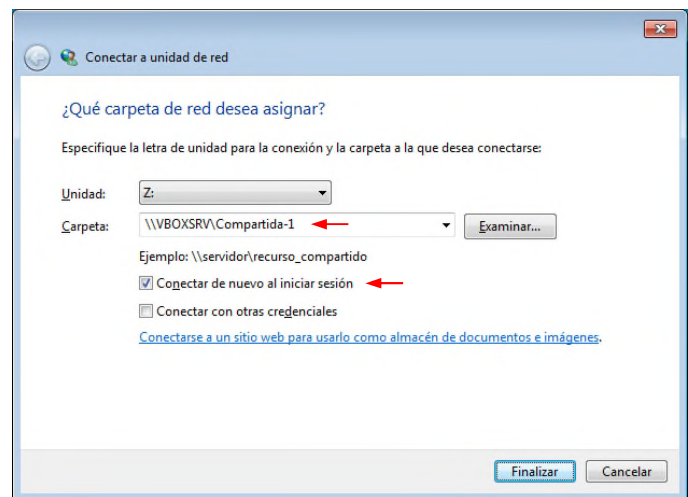 Conectar a unidad de red
¿Qué carpeta de red desea asignar?
Especifique la letra de unidad para la conexión y la carpeta a la que desea conectarse:
Unidad: Z:
Carpeta: \\VBOXSRV\Compartida-1 Examinar...
Ejemplo: \\servidor\recurso_compartido
Conectar de nuevo al iniciar sesión
Conectar con otras credenciales
Conectarse a un sitio web para usarlo como almacén de documentos e imágenes.
Finalizar Cancelar